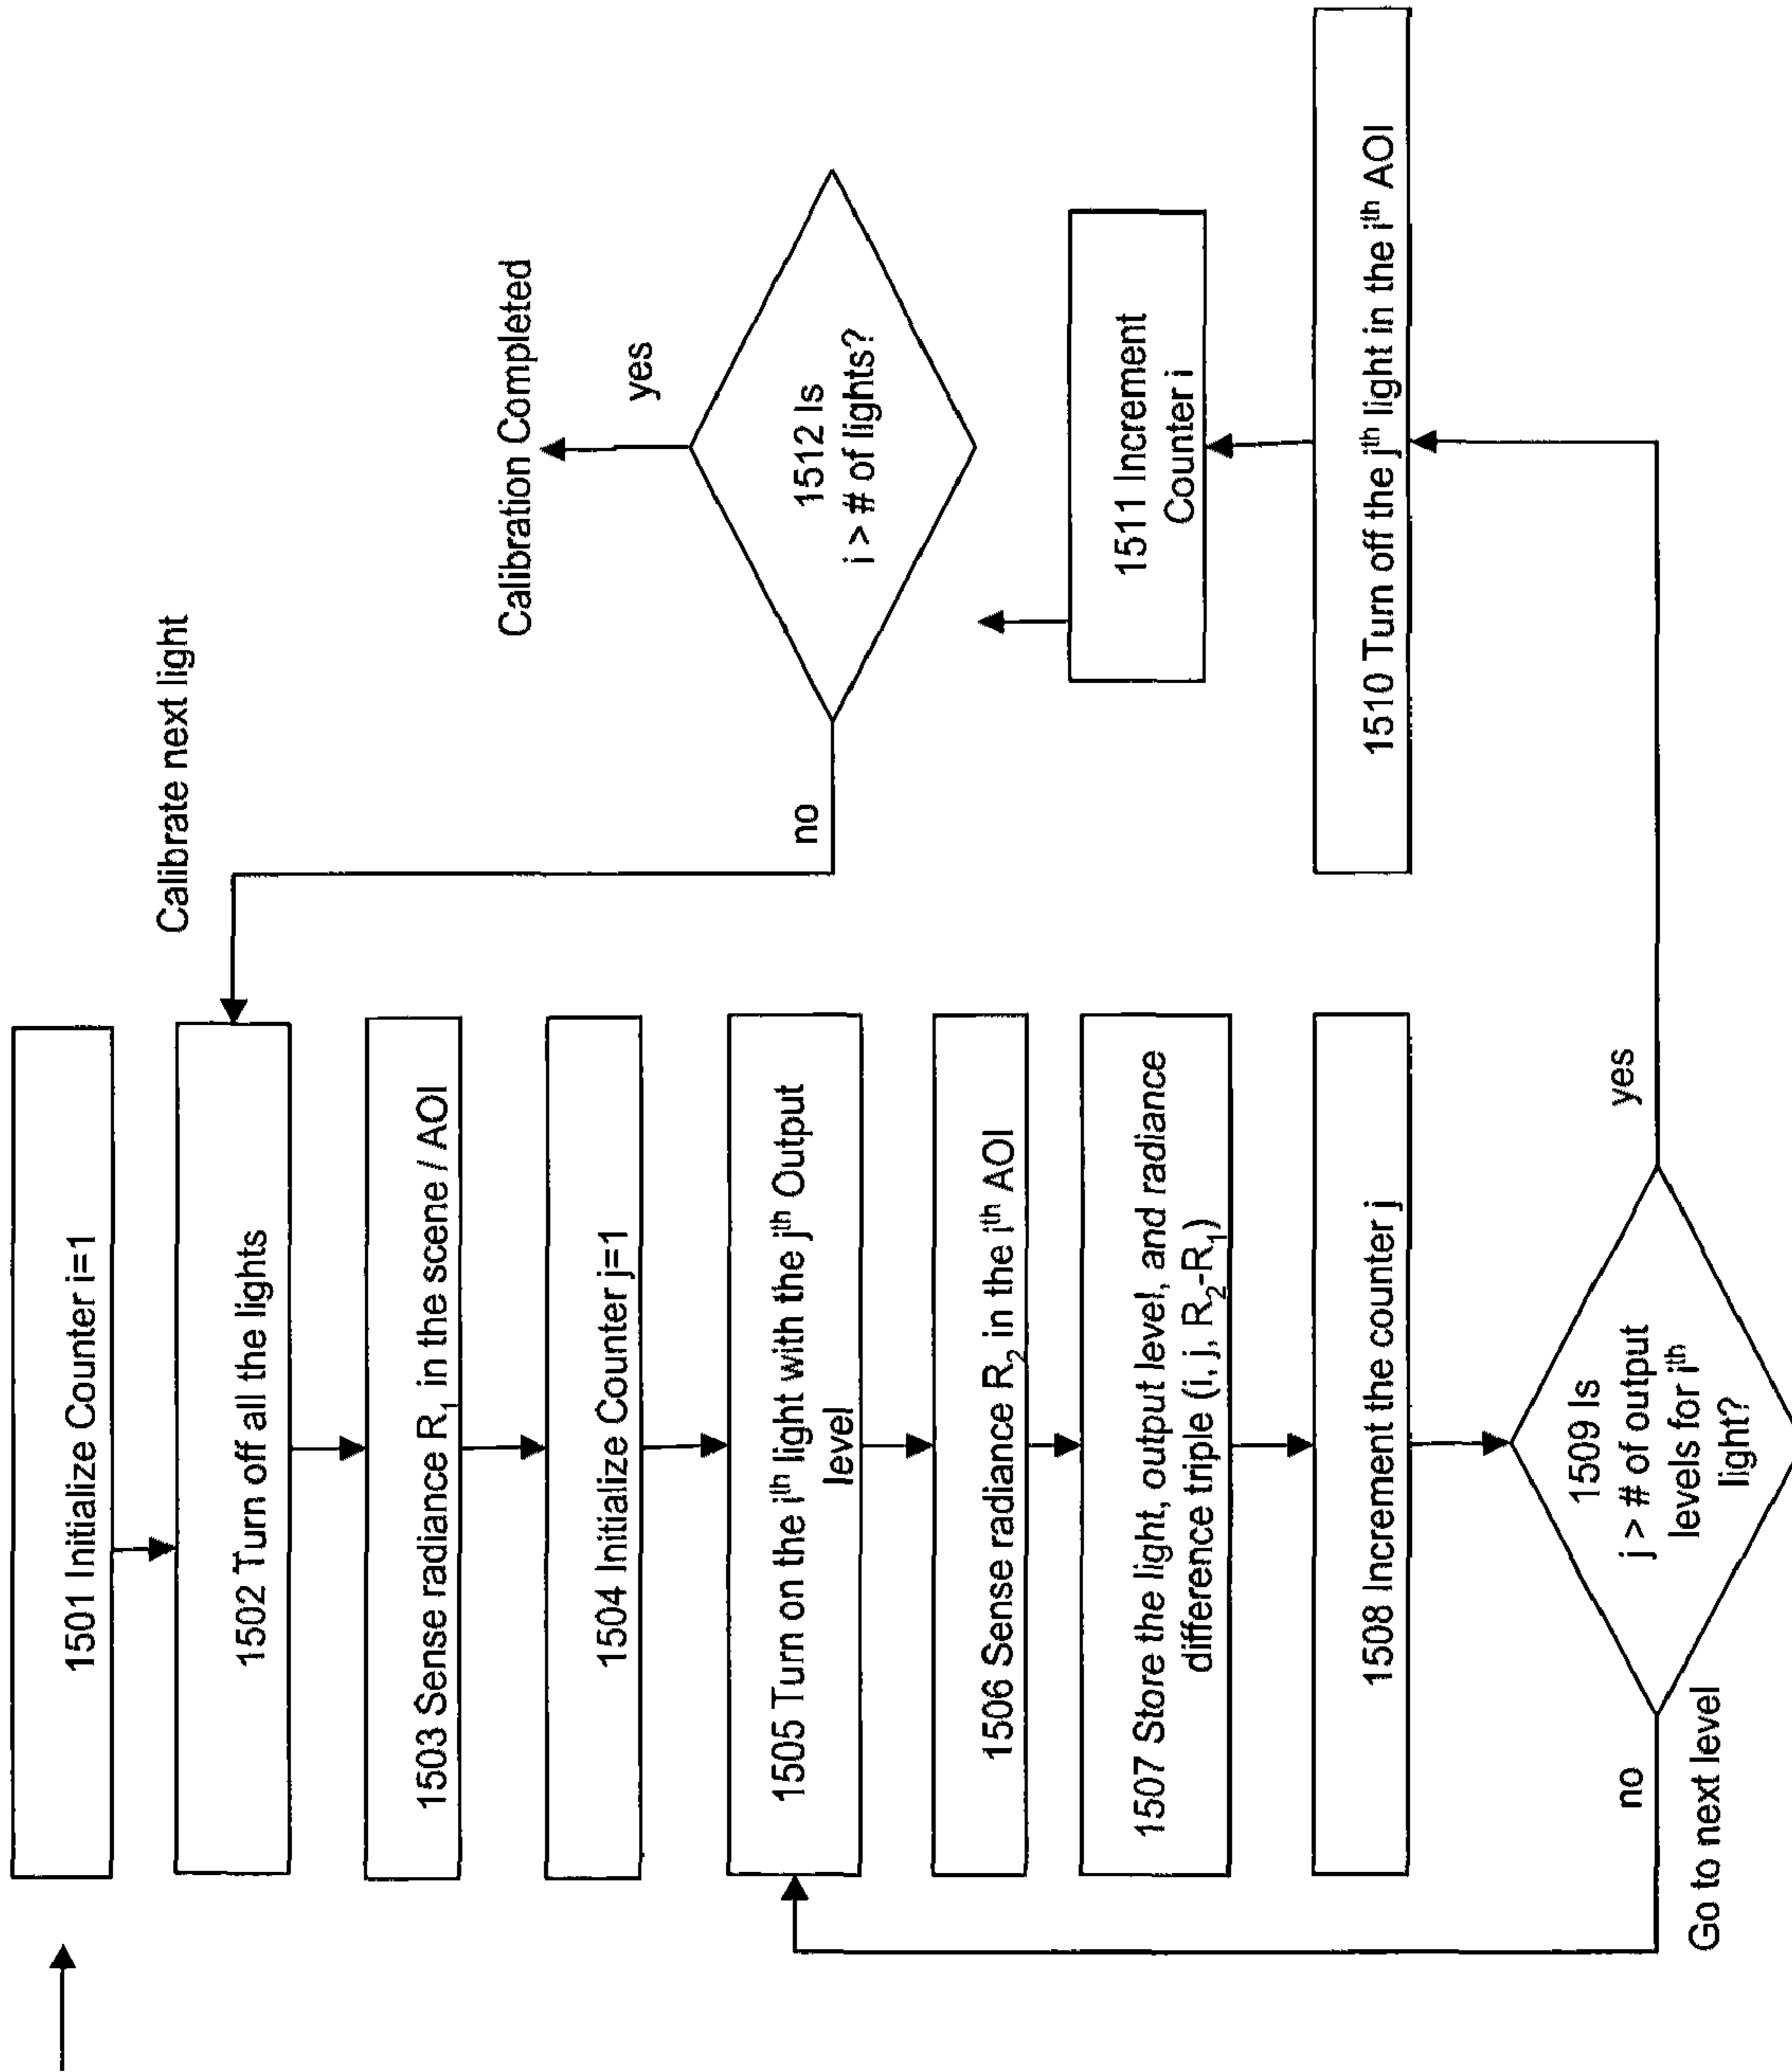 1501 Initialize Counter i=1
1502 Turn off all the lights
1503 Sense radiance R₁ in the scene / AOI
1504 Initialize Counter j=1
1505 Turn on the iᵗʰ light with the jᵗʰ Output
level
1506 Sense radiance R₂ in the iᵗʰ AOI
1507 Store the light, output level, and radiance
difference triple (i, j, R₂-R₁)
1508 Increment the counter j
1509 Is
j > # of output
levels for iᵗʰ
light?
no
Go to next level
yes
1510 Turn off the jᵗʰ light in the iᵗʰ AOI
1511 Increment
Counter i
1512 Is
i > # of lights?
yes
Calibration Completed
no
Calibrate next light